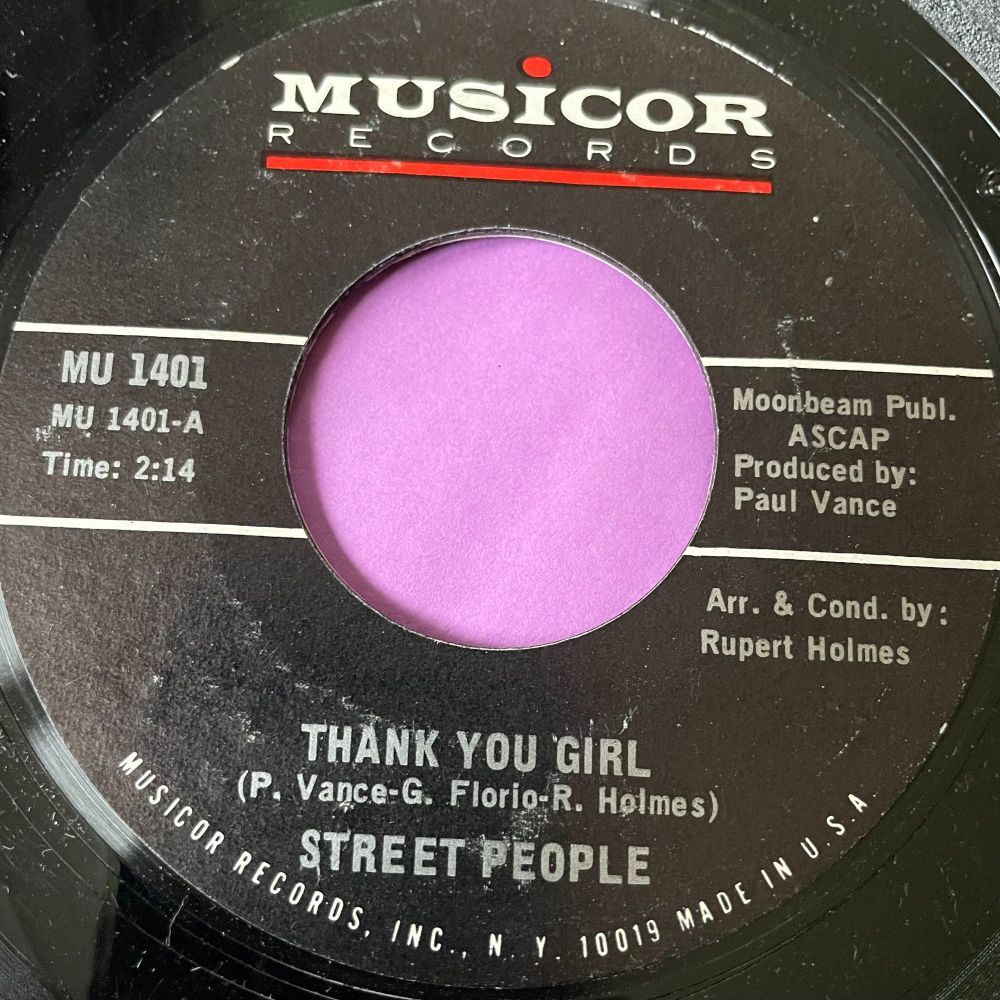 MUSiCOR
RECORDS
MU 1401
MU 1401-A
Time: 2:14
Moonbeam Publ.
ASCAP
Produced by:
Paul Vance
Arr. & Cond. by:
Rupert Holmes
THANK YOU GIRL
(P. Vance-G. Florio-R. Holmes)
STREET PEOPLE
MUSICOR RECORDS, INC., N. Y. 10019 MADE IN U.S.A.